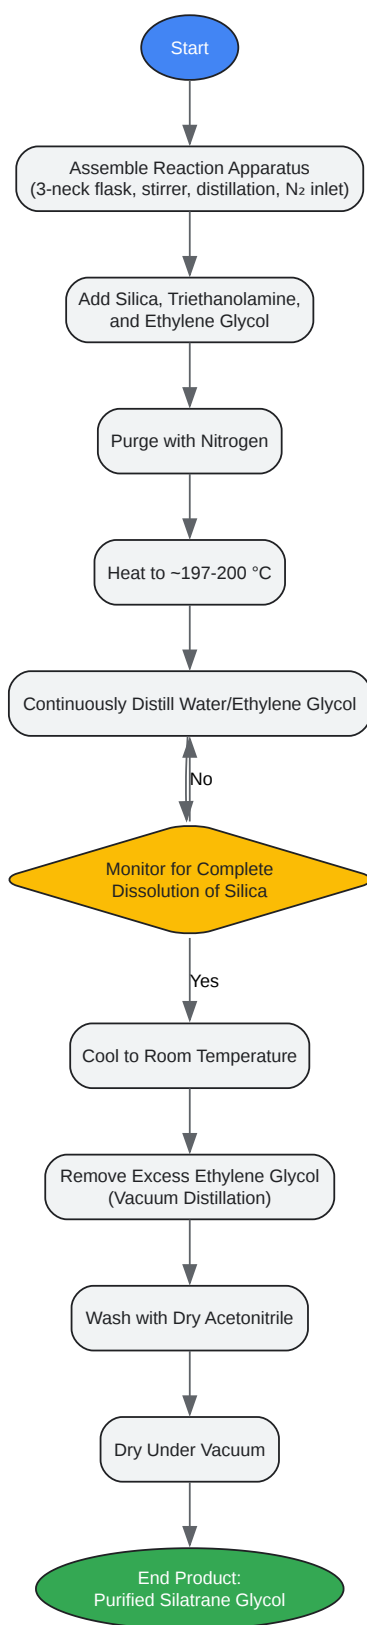 Start
Assemble Reaction Apparatus
(3-neck flask, stirrer, distillation, N₂ inlet)
Add Silica, Triethanolamine,
and Ethylene Glycol
Purge with Nitrogen
Heat to ~197-200 °C
Continuously Distill Water/Ethylene Glycol
No
Monitor for Complete
Dissolution of Silica
Yes
Cool to Room Temperature
Remove Excess Ethylene Glycol
(Vacuum Distillation)
Wash with Dry Acetonitrile
Dry Under Vacuum
End Product:
Purified Silatrane Glycol